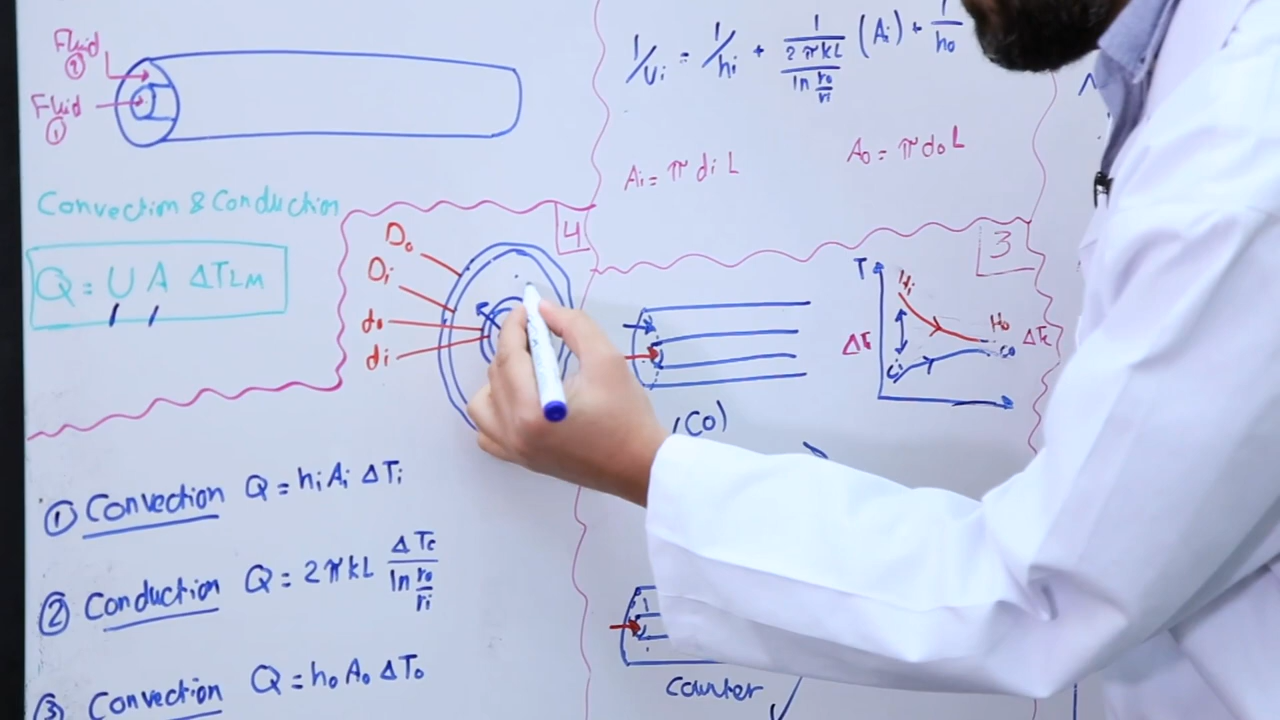 Fluid
②
Fluid
①
Convection & Conduction
Q = U A ΔTLM
4
Do
Di
do
di
① Convection Q = hi Ai ΔTi
② Conduction Q = 2πkL ΔTc / ln ro/ri
③ Convection Q = ho Ao ΔTo
1/Ui = 1/hi + 1 / (2πkL / ln ro/ri) (Ai) + 1/ho
Ai = π di L
Ao = π do L
3
T
Hi
Ho
ΔT
Ci
Co
(Co)
Counter